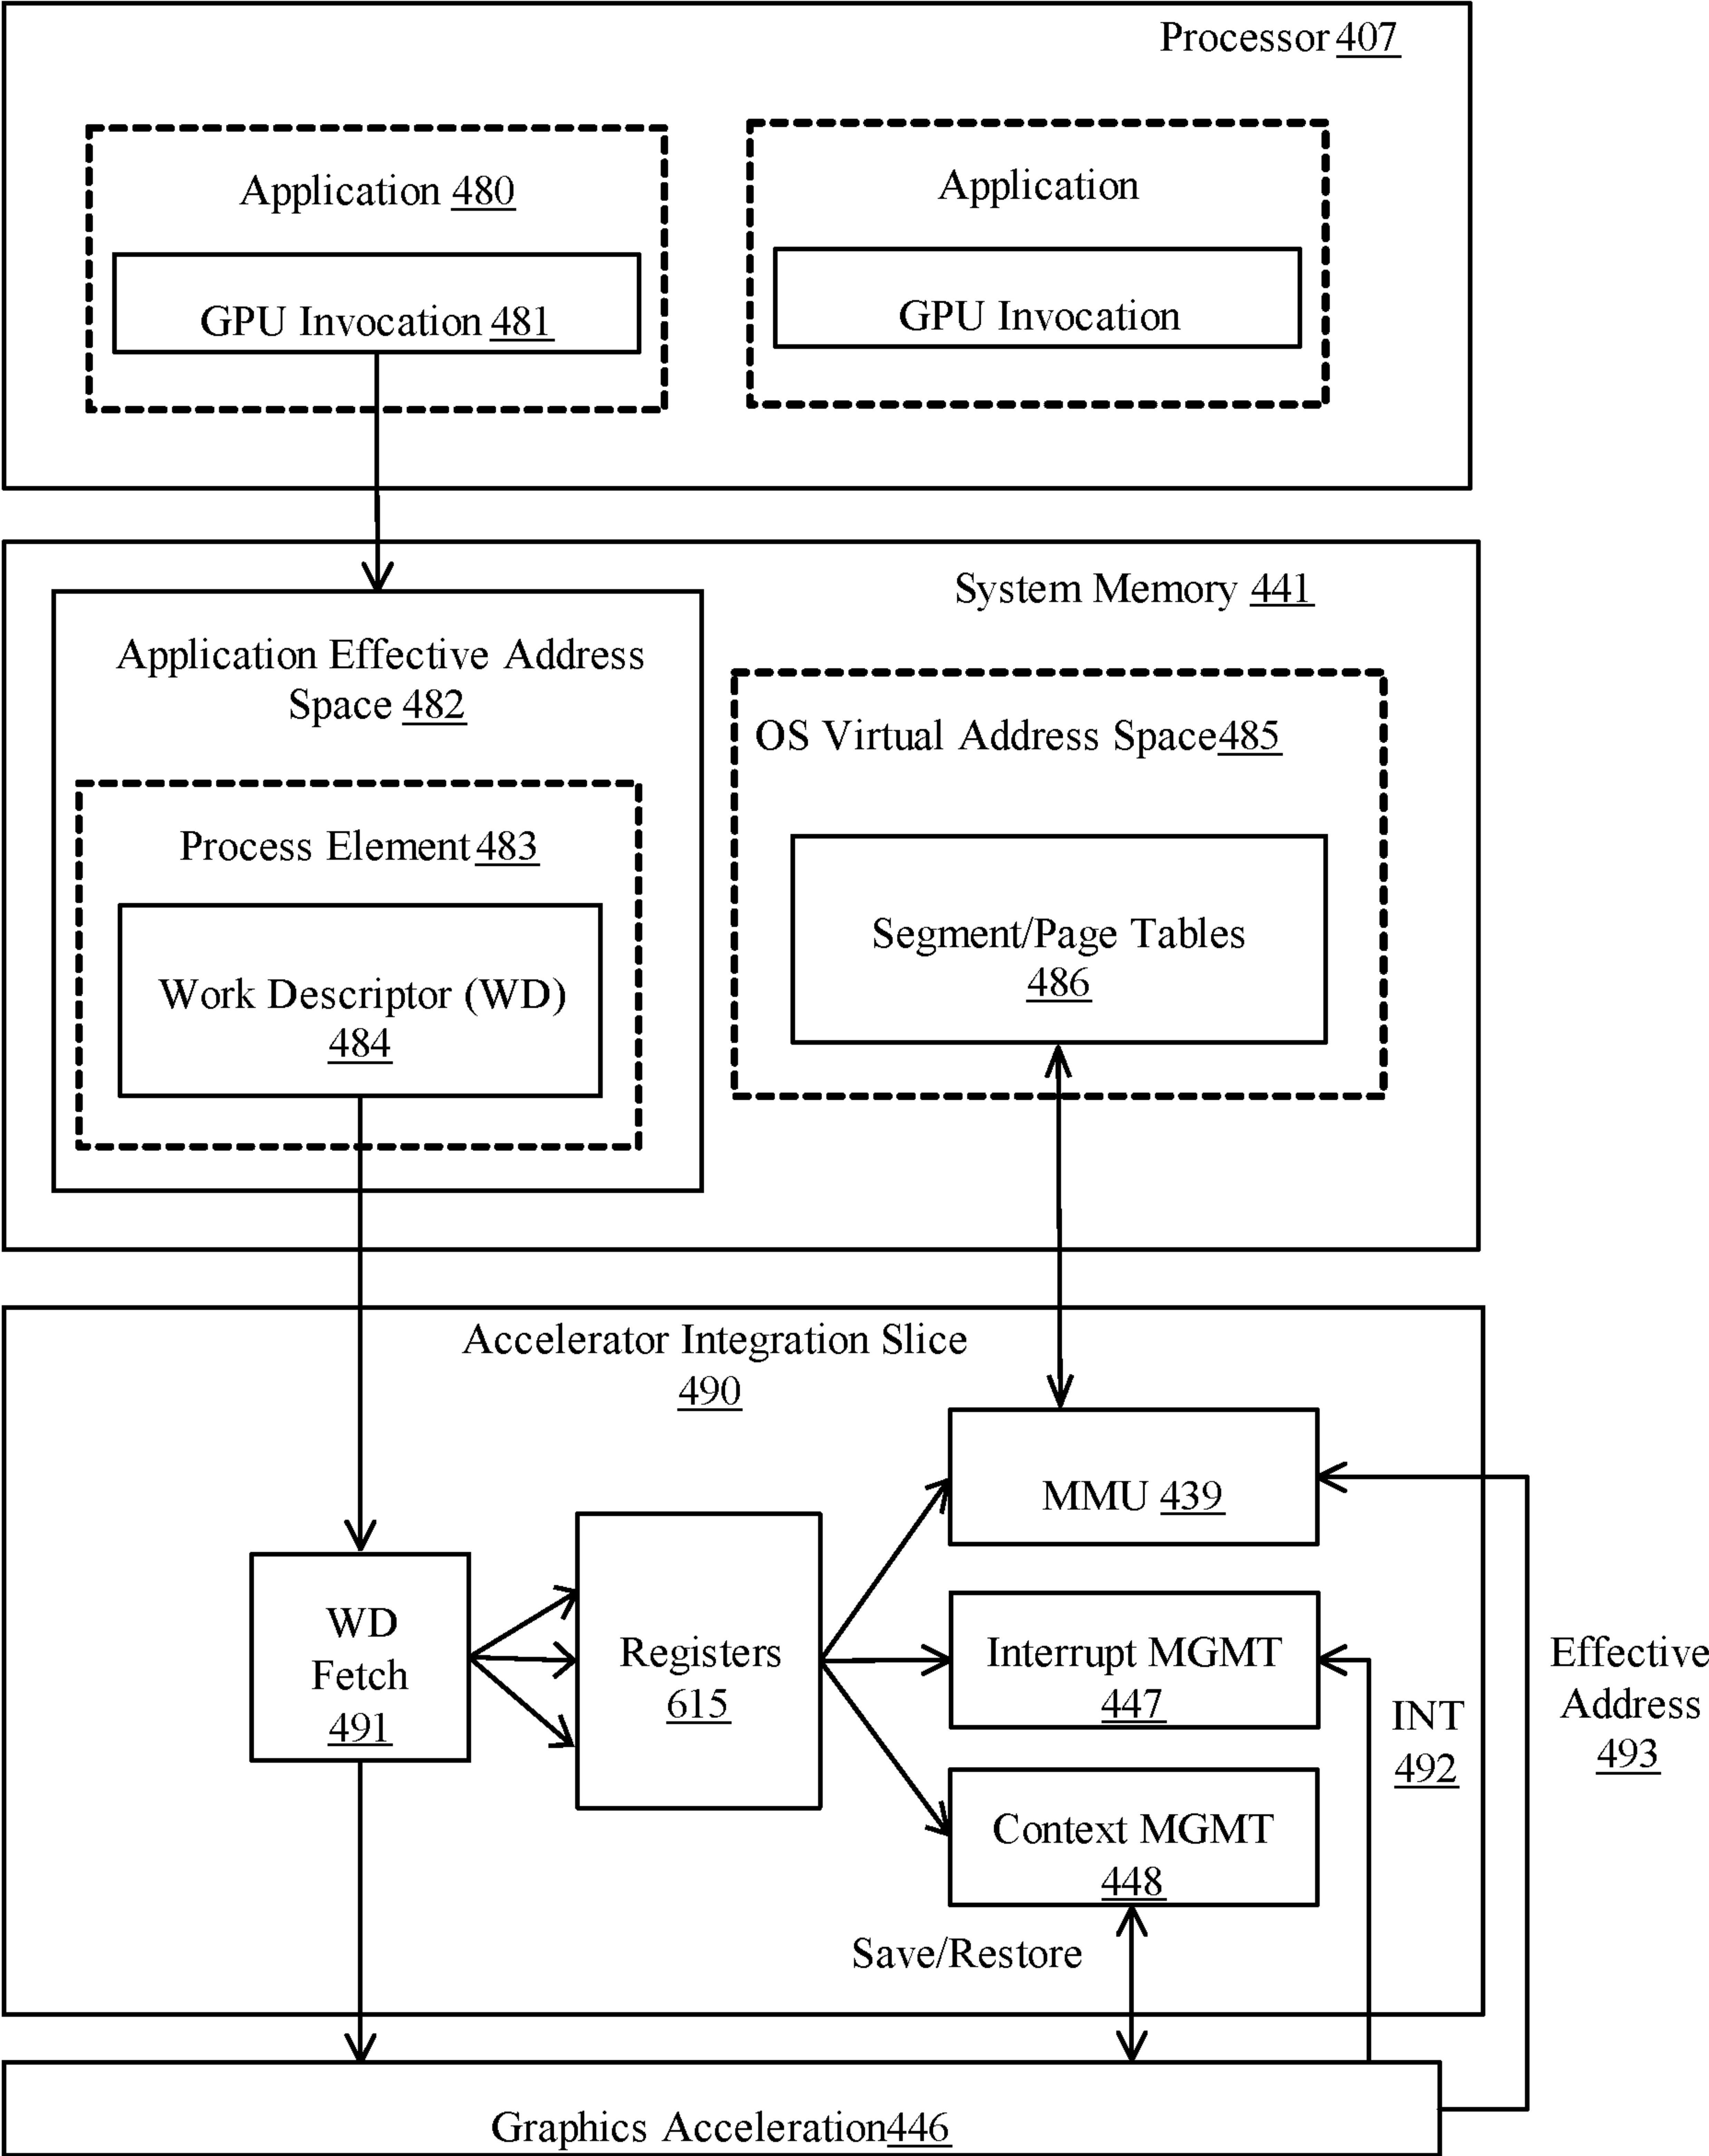 Processor 407
Application 480
GPU Invocation 481
Application
GPU Invocation
System Memory 441
Application Effective Address
Space 482
Process Element 483
Work Descriptor (WD)
484
OS Virtual Address Space485
Segment/Page Tables
486
Accelerator Integration Slice
490
WD
Fetch
491
Registers
615
MMU 439
Interrupt MGMT
447
Context MGMT
448
Save/Restore
INT
492
Effective
Address
493
Graphics Acceleration446